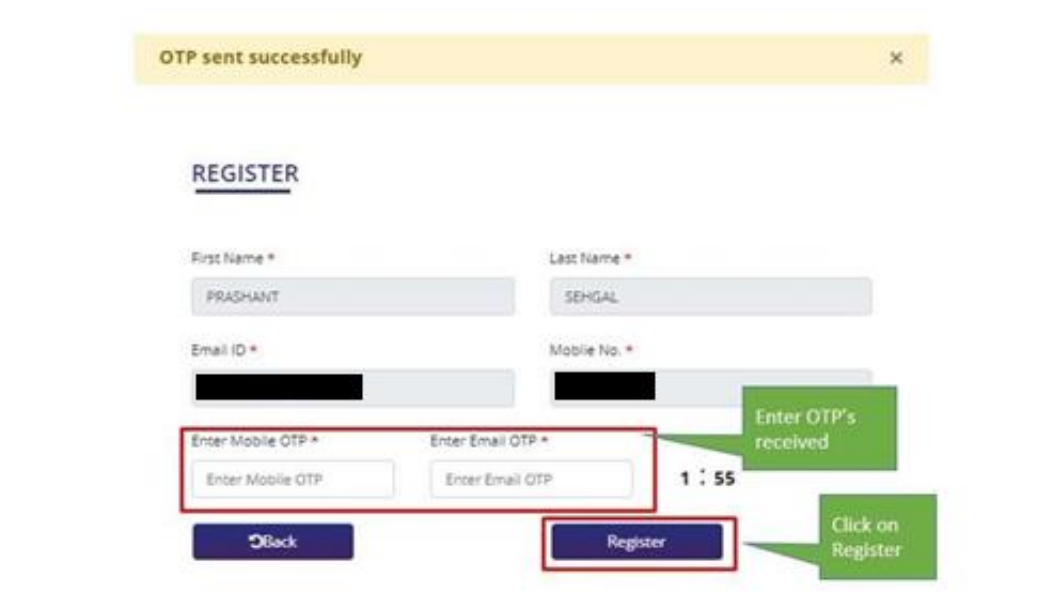 OTP sent successfully ×
REGISTER
First Name * Last Name *
PRASHANT SEHGAL
Email ID * Mobile No. *
Enter OTP's
received
Enter Mobile OTP * Enter Email OTP *
Enter Mobile OTP Enter Email OTP 1 : 55
Click on
Register
Back Register